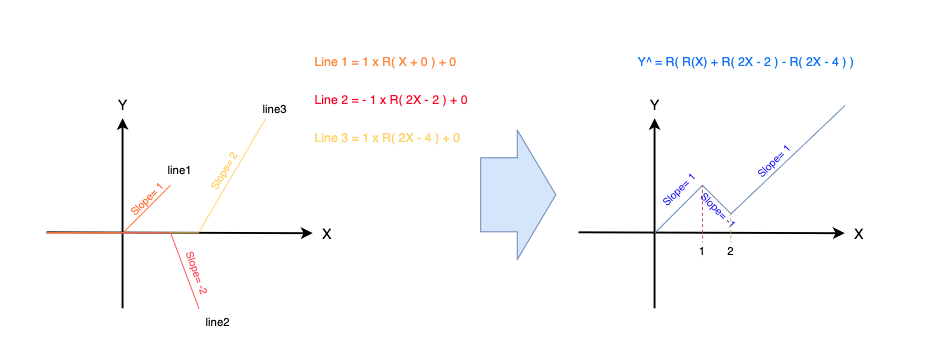 Line 1 = 1 x R( X + 0 ) + 0
Y^ = R( R(X) + R( 2X - 2 ) - R( 2X - 4 ) )
Line 2 = - 1 x R( 2X - 2 ) + 0
Line 3 = 1 x R( 2X - 4 ) + 0
Y
line3
line1
Slope= 1
Slope= 2
X
Slope= -2
line2
Y
Slope= 1
Slope= -1
Slope= 1
X
1
2